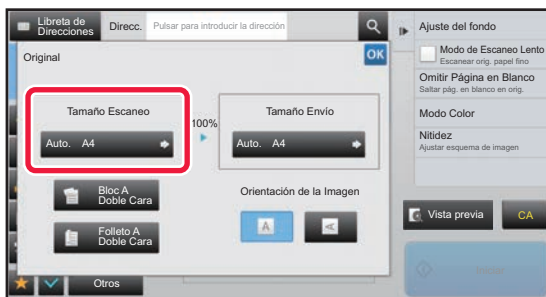 Libreta de
Direcciones
Direcc.
Pulsar para introducir la dirección
Original
OK
Tamaño Escaneo
Auto. A4
100%
Tamaño Envío
Auto. A4
Bloc A
Doble Cara
Folleto A
Doble Cara
Orientación de la Imagen
A
A
Otros
Ajuste del fondo
Modo de Escaneo Lento
Escanear orig. papel fino
Omitir Página en Blanco
Saltar pág. en blanco en orig.
Modo Color
Nitidez
Ajustar esquema de imagen
Vista previa
CA